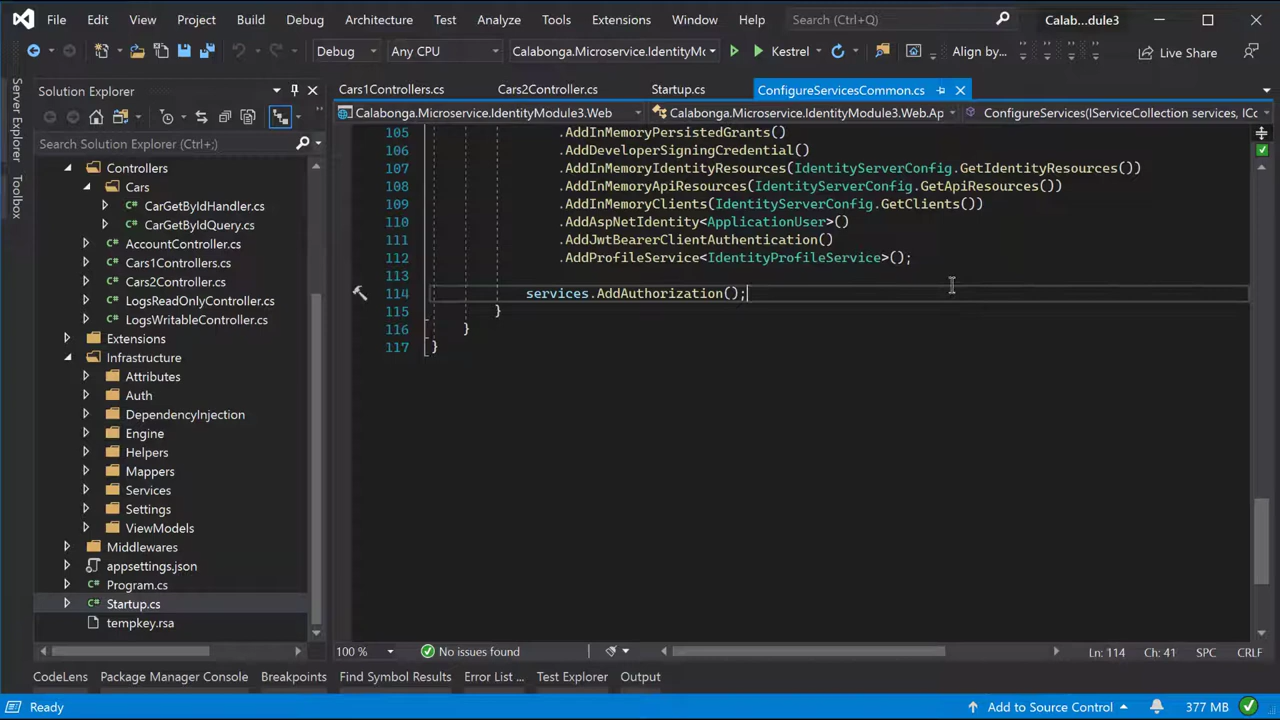 File Edit View Project Build Debug Architecture Test Analyze Tools Extensions Window Help Search (Ctrl+Q) Calab...dule3
Debug Any CPU Calabonga.Microservice.IdentityMo Kestrel Align by... Live Share
Server Explorer
Toolbox
Solution Explorer
Search Solution Explorer (Ctrl+;)
Controllers
Cars
CarGetByIdHandler.cs
CarGetByIdQuery.cs
AccountController.cs
Cars1Controllers.cs
Cars2Controller.cs
LogsReadOnlyController.cs
LogsWritableController.cs
Extensions
Infrastructure
Attributes
Auth
DependencyInjection
Engine
Helpers
Mappers
Services
Settings
ViewModels
Middlewares
appsettings.json
Program.cs
Startup.cs
tempkey.rsa
Cars1Controllers.cs Cars2Controller.cs Startup.cs ConfigureServicesCommon.cs
Calabonga.Microservice.IdentityModule3.Web Calabonga.Microservice.IdentityModule3.Web.Ap ConfigureServices(IServiceCollection services, ICo
105 .AddInMemoryPersistedGrants()
106 .AddDeveloperSigningCredential()
107 .AddInMemoryIdentityResources(IdentityServerConfig.GetIdentityResources())
108 .AddInMemoryApiResources(IdentityServerConfig.GetApiResources())
109 .AddInMemoryClients(IdentityServerConfig.GetClients())
110 .AddAspNetIdentity<ApplicationUser>()
111 .AddJwtBearerClientAuthentication()
112 .AddProfileService<IdentityProfileService>();
113
114 services.AddAuthorization();
115 }
116 }
117 }
100 % No issues found Ln: 114 Ch: 41 SPC CRLF
CodeLens Package Manager Console Breakpoints Find Symbol Results Error List ... Test Explorer Output
Ready Add to Source Control 377 MB